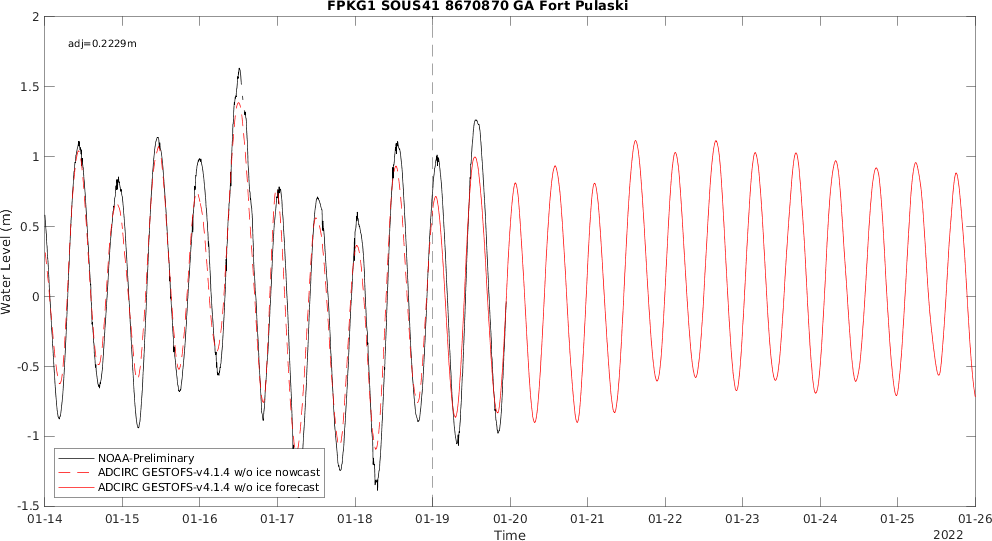 FPKG1 SOUS41 8670870 GA Fort Pulaski
adj=0.2229m
2
1.5
1
0.5
0
-0.5
-1
-1.5
Water Level (m)
NOAA-Preliminary
ADCIRC GESTOFS-v4.1.4 w/o ice nowcast
ADCIRC GESTOFS-v4.1.4 w/o ice forecast
01-14 01-15 01-16 01-17 01-18 01-19 01-20 01-21 01-22 01-23 01-24 01-25 01-26
Time
2022